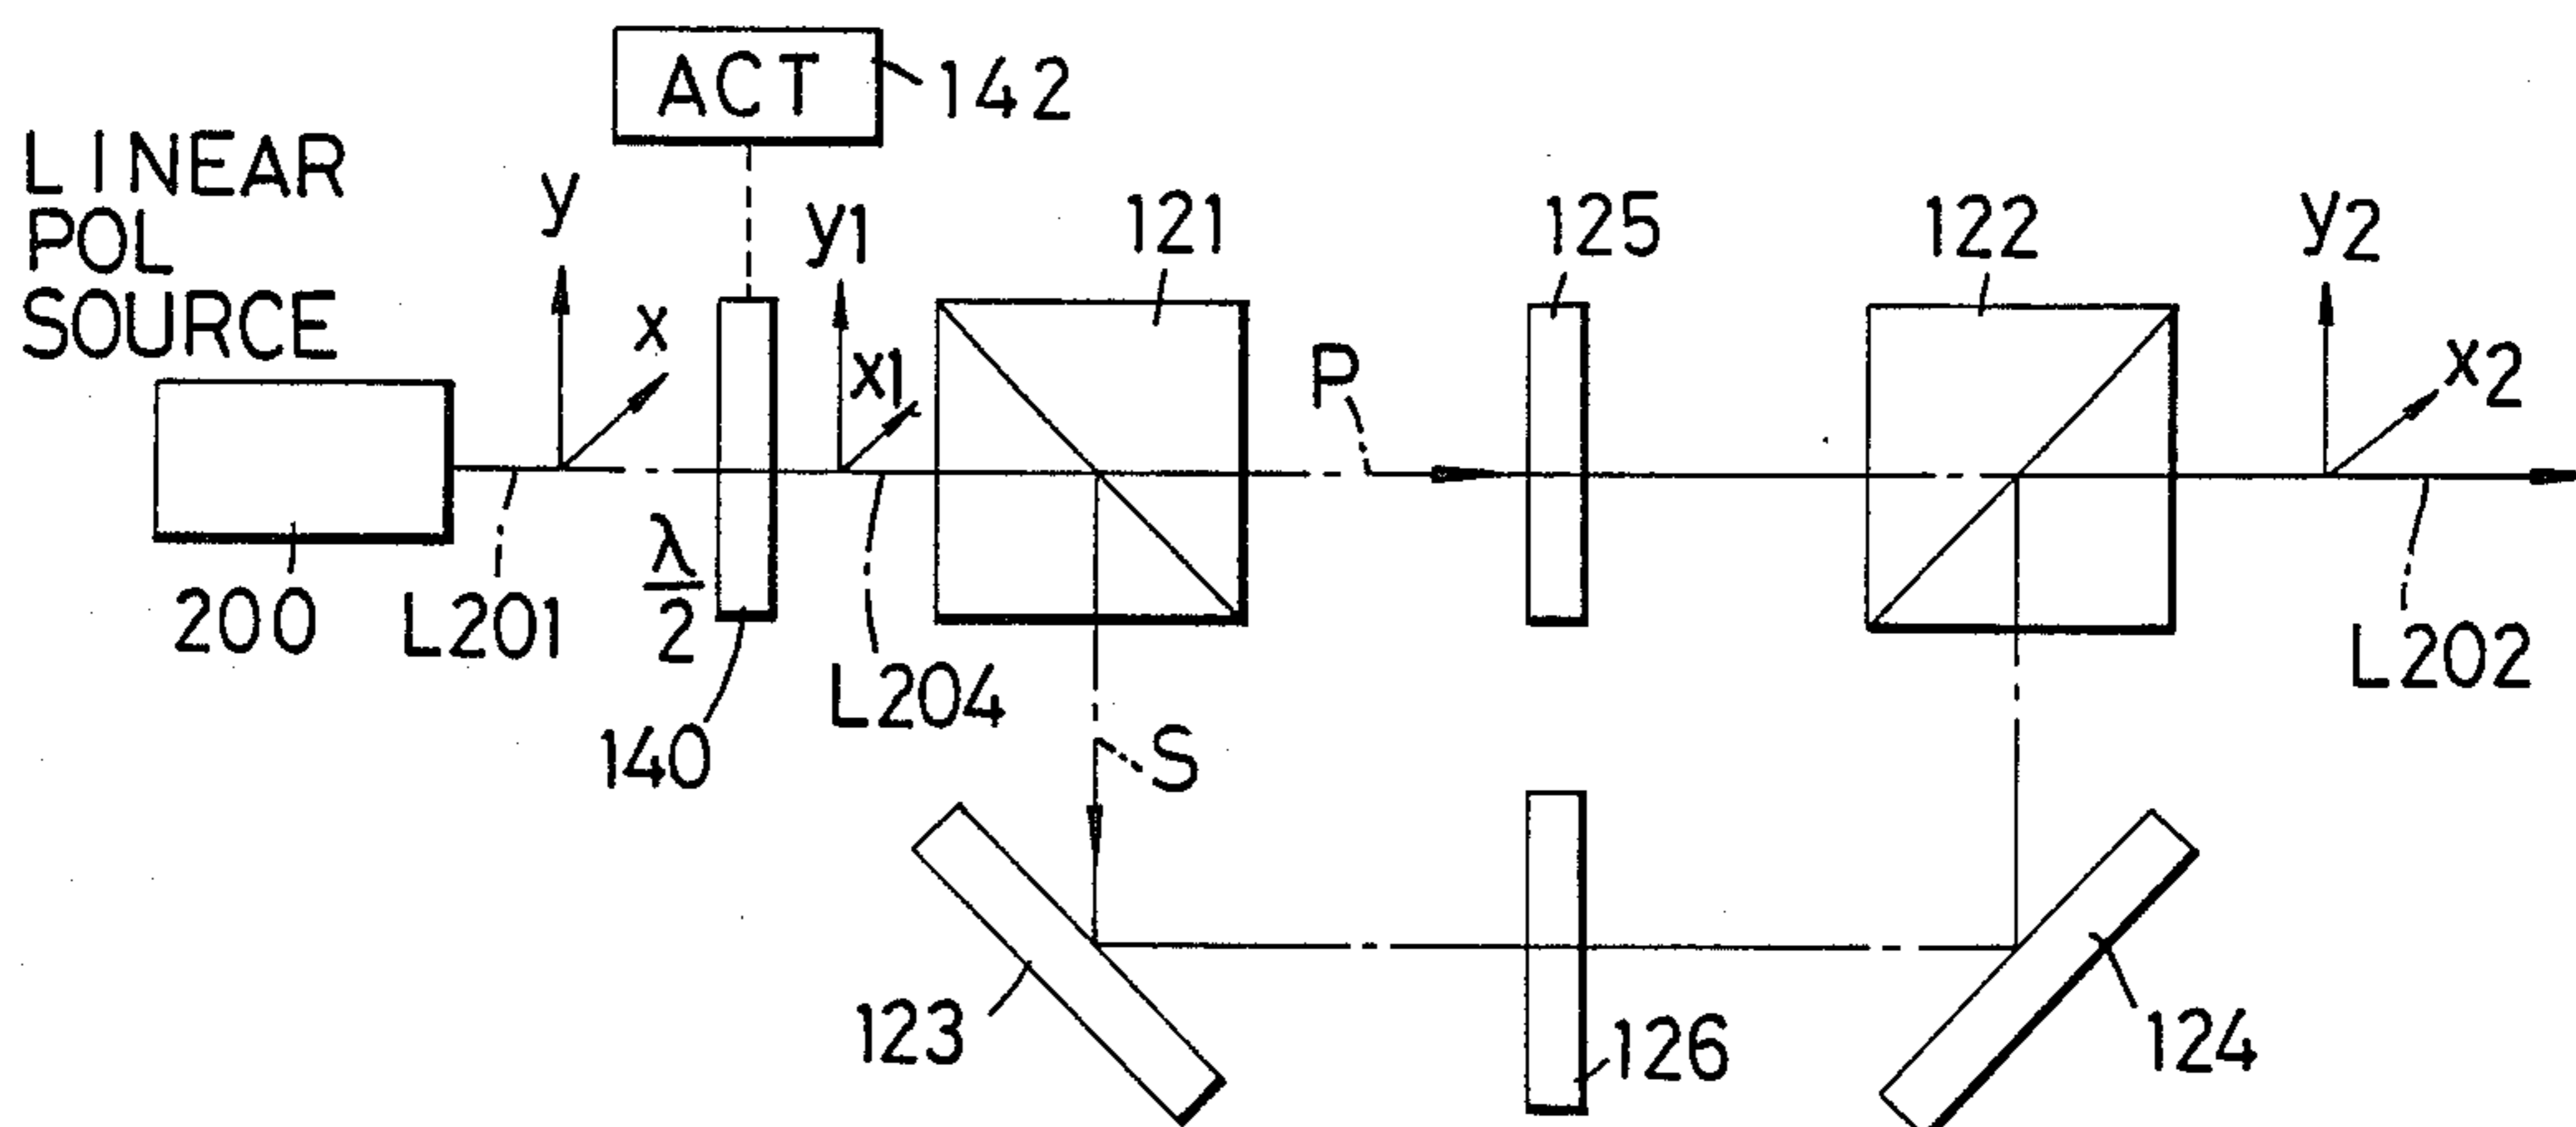 ACT
142
LINEAR
POL
SOURCE
y
y1
121
125
122
y2
x
x1
P
x2
200
L201
λ/2
140
L204
S
L202
123
126
124